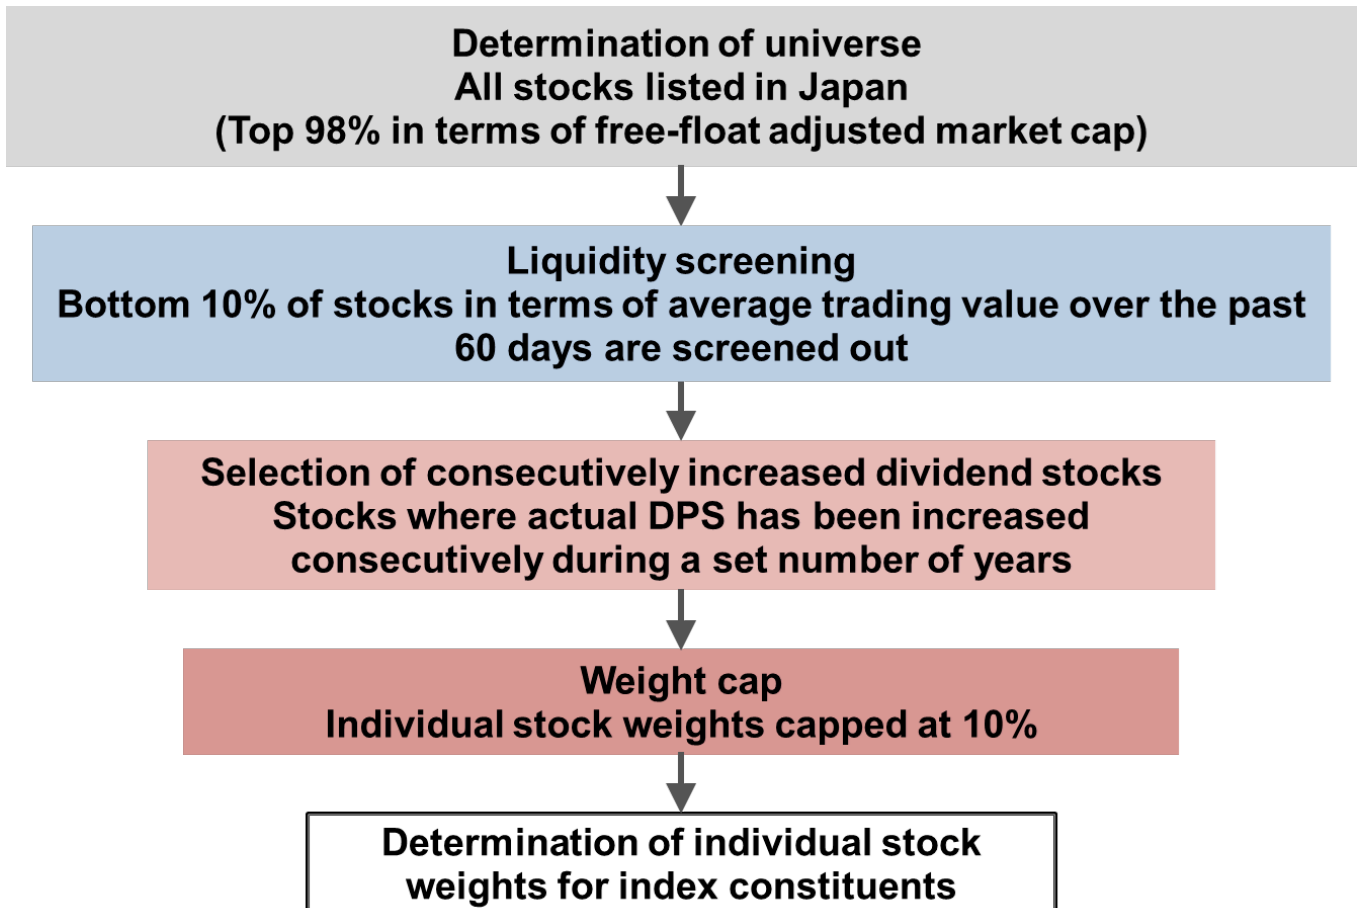 Determination of universe
All stocks listed in Japan
(Top 98% in terms of free-float adjusted market cap)
Liquidity screening
Bottom 10% of stocks in terms of average trading value over the past
60 days are screened out
Selection of consecutively increased dividend stocks
Stocks where actual DPS has been increased
consecutively during a set number of years
Weight cap
Individual stock weights capped at 10%
Determination of individual stock
weights for index constituents